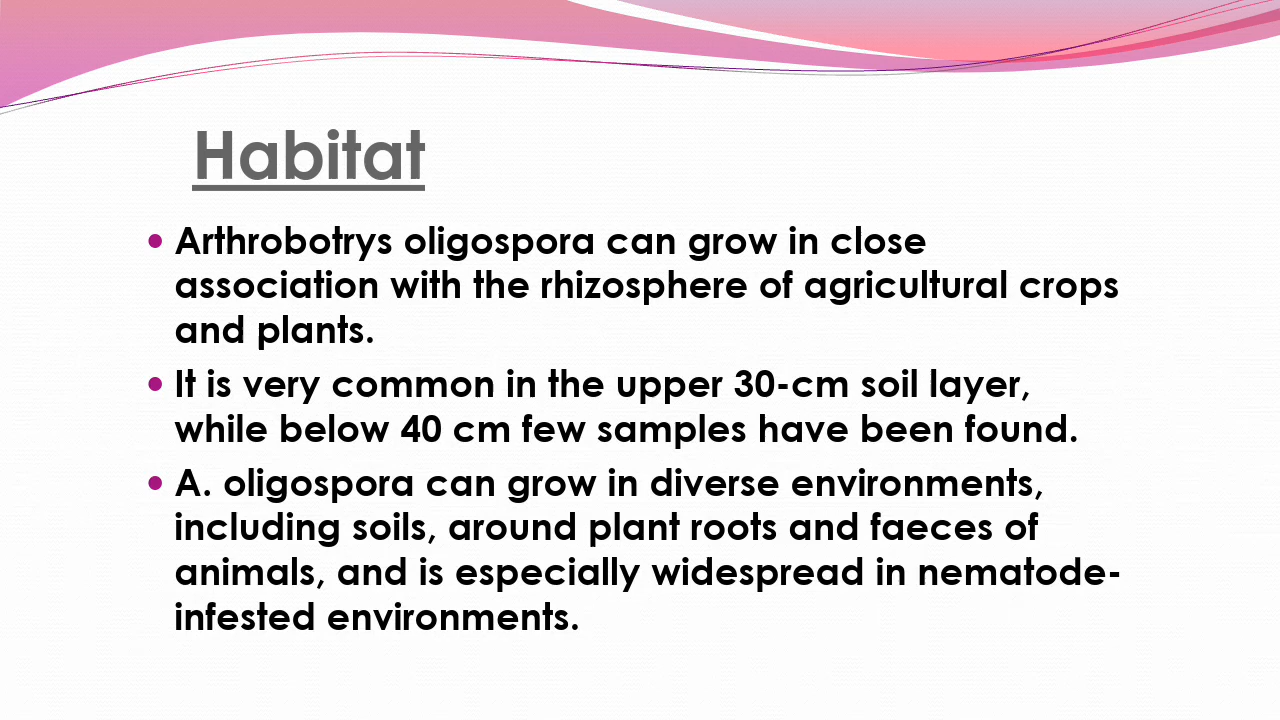 Habitat
• Arthrobotrys oligospora can grow in close
association with the rhizosphere of agricultural crops
and plants.
• It is very common in the upper 30-cm soil layer,
while below 40 cm few samples have been found.
• A. oligospora can grow in diverse environments,
including soils, around plant roots and faeces of
animals, and is especially widespread in nematode-
infested environments.